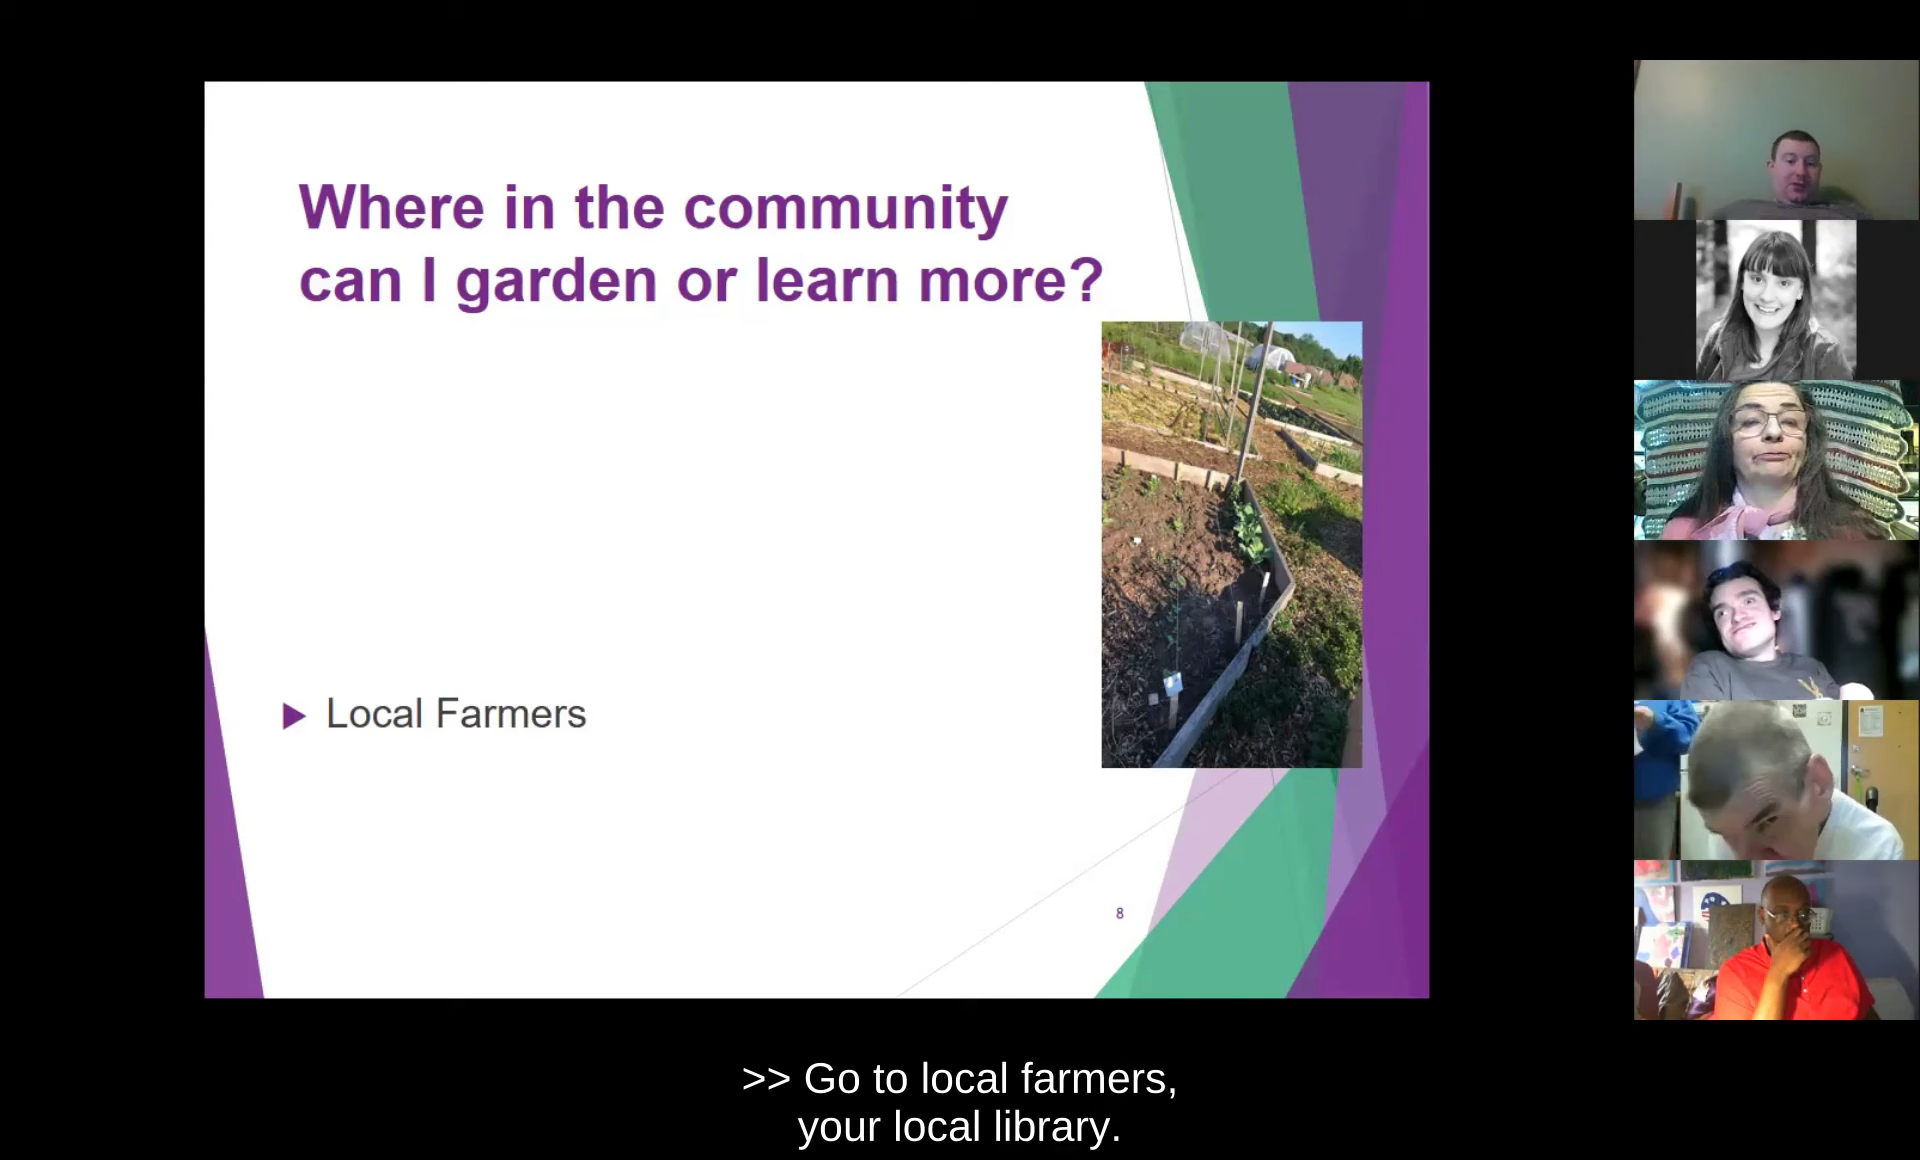 Where in the community
can I garden or learn more?
Local Farmers
8
>> Go to local farmers,
your local library.